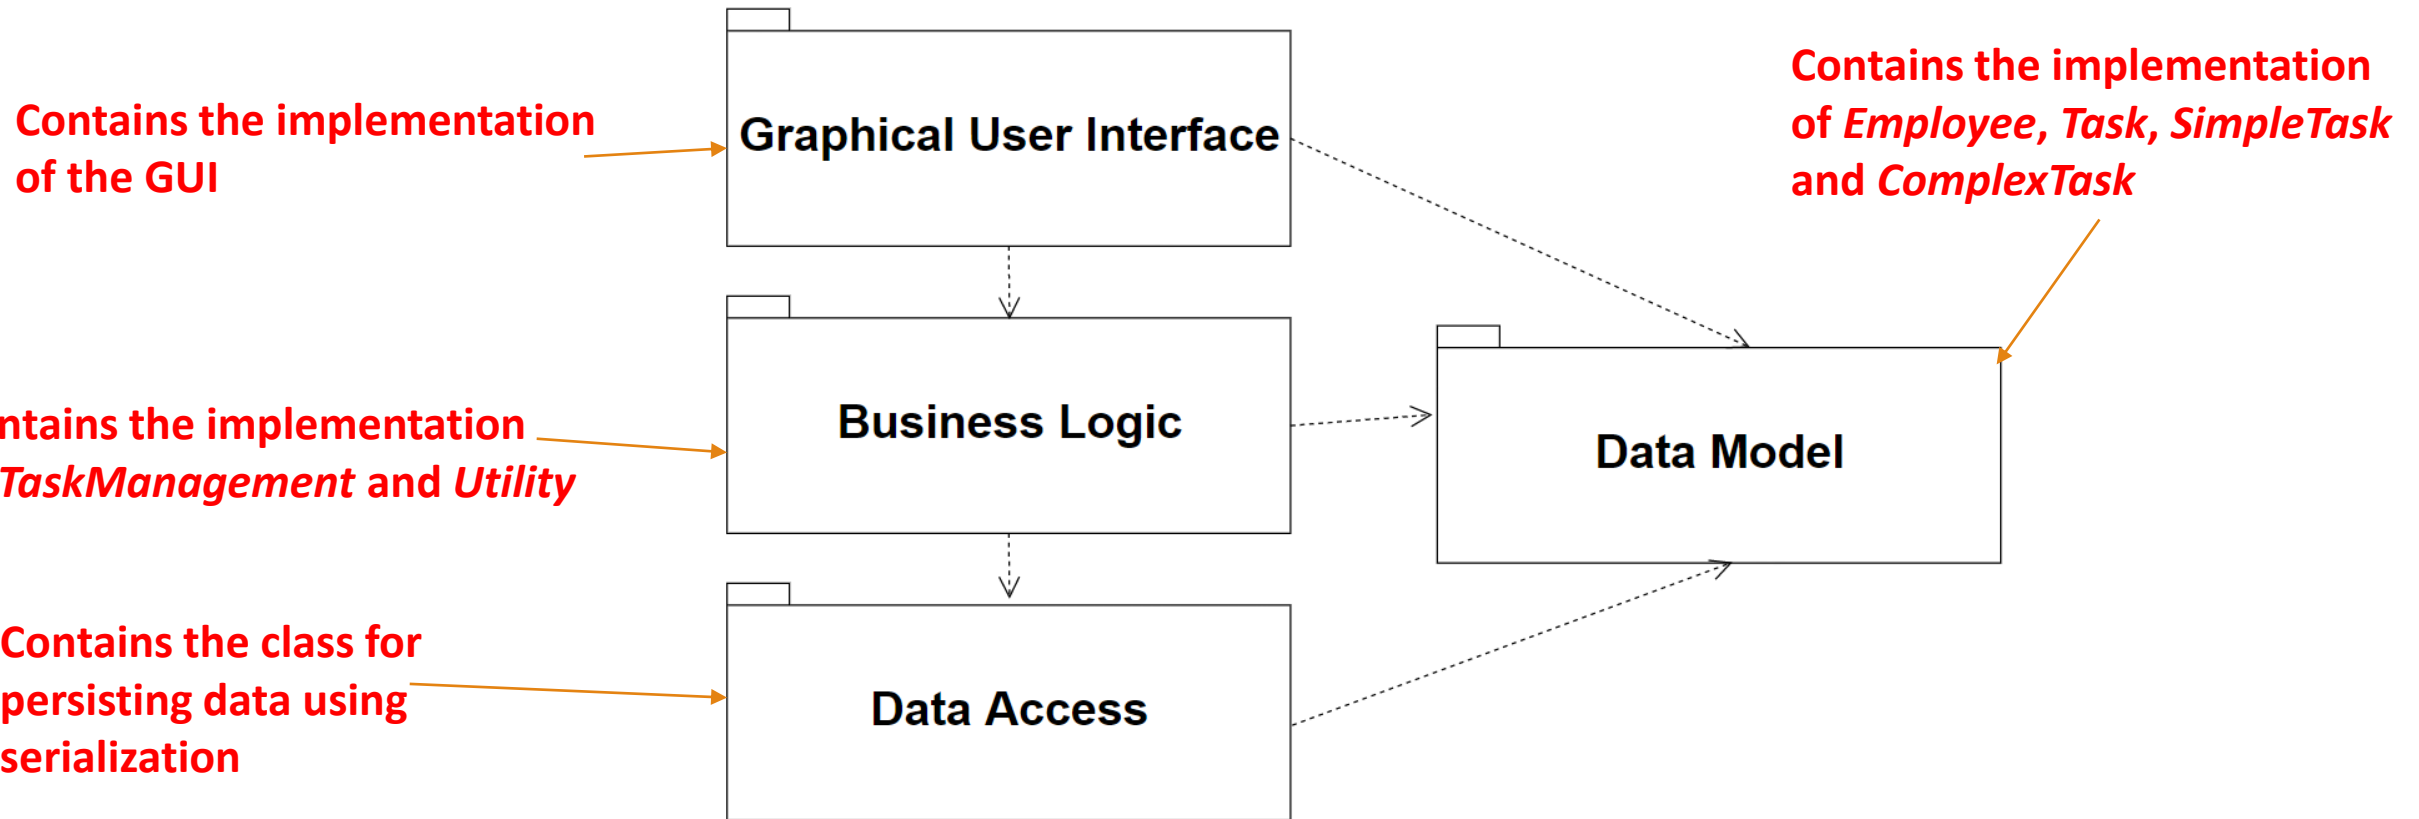 Contains the implementation
of the GUI
Graphical User Interface
Contains the implementation
of Employee, Task, SimpleTask
and ComplexTask
ntains the implementation
TaskManagement and Utility
Business Logic
Data Model
Contains the class for
persisting data using
serialization
Data Access